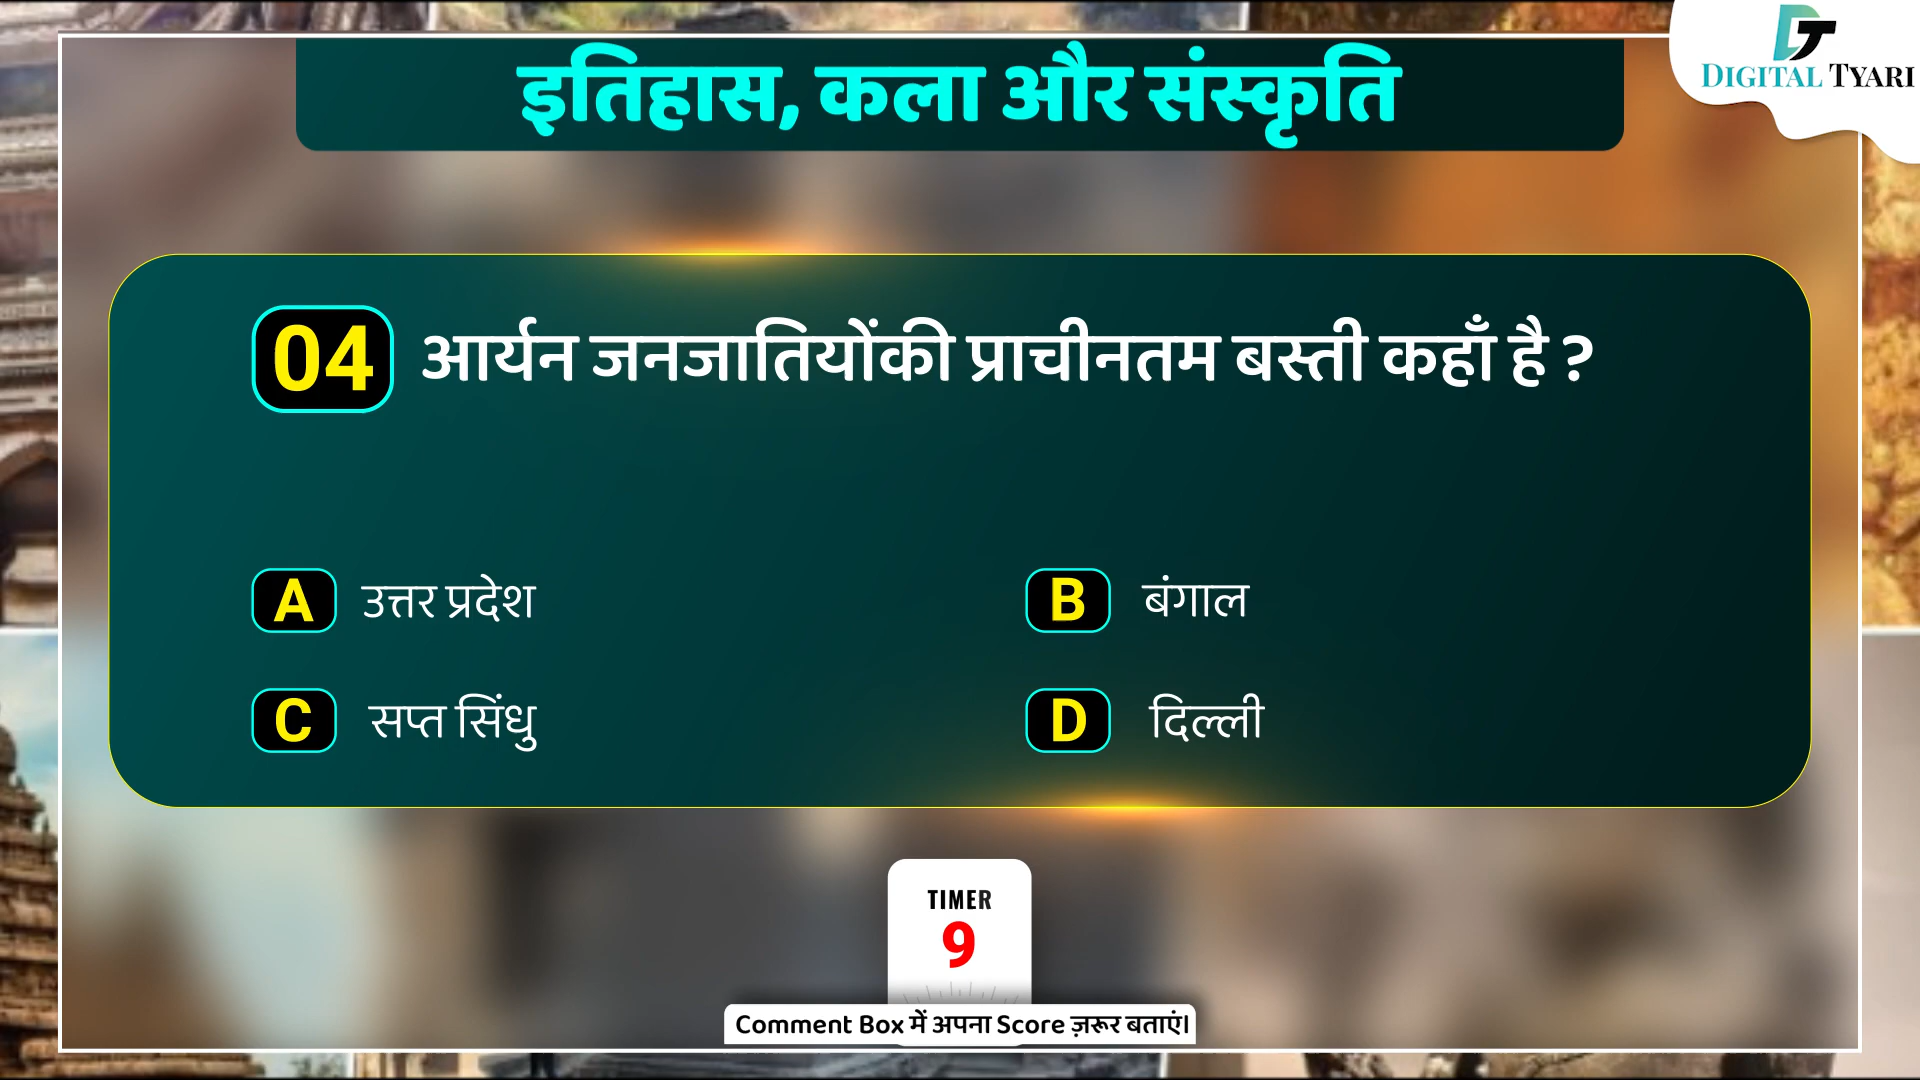 इतिहास, कला और संस्कृति
DIGITAL TYARI
04 आर्यन जनजातियोंकी प्राचीनतम बस्ती कहाँ है ?
A उत्तर प्रदेश
B बंगाल
C सप्त सिंधु
D दिल्ली
TIMER
9
Comment Box में अपना Score ज़रूर बताएं।